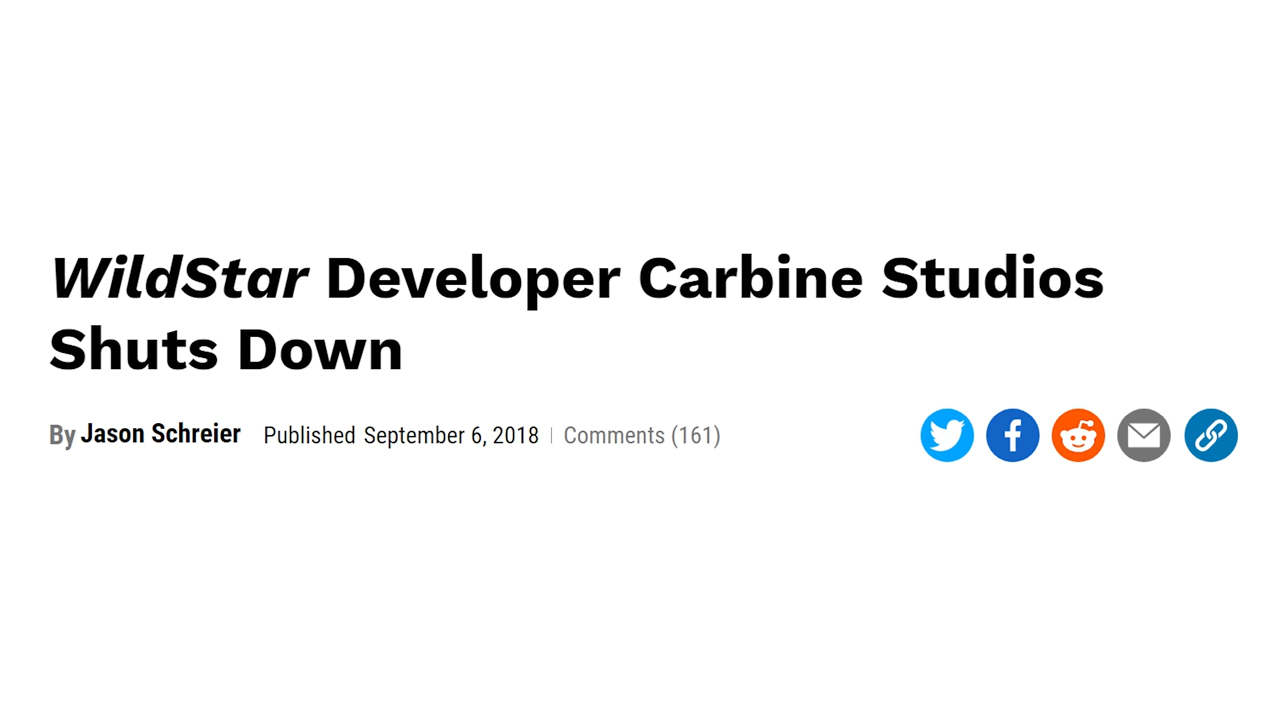 WildStar Developer Carbine Studios
Shuts Down
By Jason Schreier Published September 6, 2018 Comments (161)